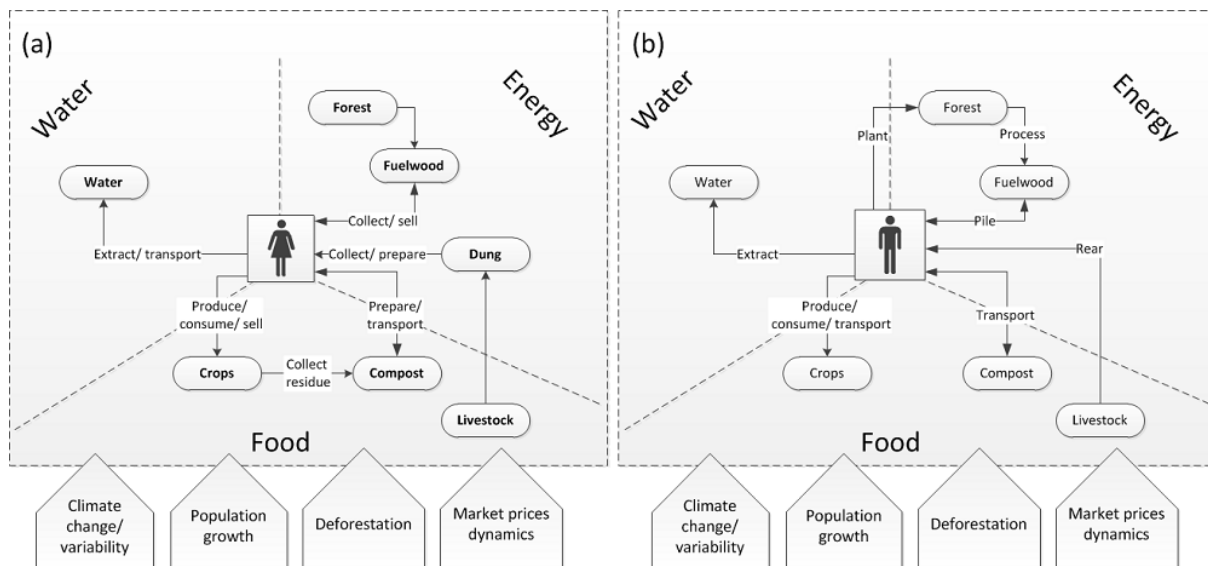 (a)
Water
Energy
Forest
Fuelwood
Water
Collect/ sell
Extract/ transport
Collect/ prepare
Dung
Produce/
consume/ sell
Prepare/
transport
Crops
Collect
residue
Compost
Livestock
Food
Climate
change/
variability
Population
growth
Deforestation
Market prices
dynamics
(b)
Water
Energy
Forest
Plant
Process
Water
Fuelwood
Pile
Extract
Rear
Produce/
consume/ transport
Transport
Crops
Compost
Livestock
Food
Climate
change/
variability
Population
growth
Deforestation
Market prices
dynamics